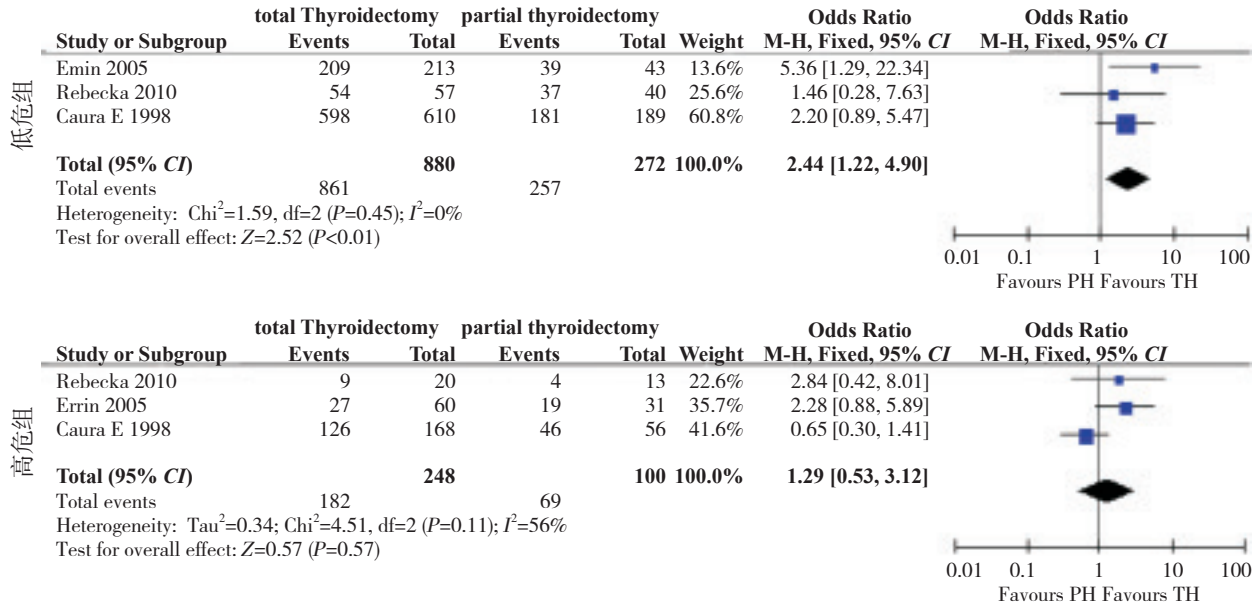 total Thyroidectomy partial thyroidectomy Odds Ratio Odds Ratio
Study or Subgroup Events Total Events Total Weight M-H, Fixed, 95% CI M-H, Fixed, 95% CI
低危组
Emin 2005 209 213 39 43 13.6% 5.36 [1.29, 22.34]
Rebecka 2010 54 57 37 40 25.6% 1.46 [0.28, 7.63]
Caura E 1998 598 610 181 189 60.8% 2.20 [0.89, 5.47]
Total (95% CI) 880 272 100.0% 2.44 [1.22, 4.90]
Total events 861 257
Heterogeneity: Chi²=1.59, df=2 (P=0.45); I²=0%
Test for overall effect: Z=2.52 (P<0.01)
0.01 0.1 1 10 100
Favours PH Favours TH
total Thyroidectomy partial thyroidectomy Odds Ratio Odds Ratio
Study or Subgroup Events Total Events Total Weight M-H, Fixed, 95% CI M-H, Fixed, 95% CI
高危组
Rebecka 2010 9 20 4 13 22.6% 2.84 [0.42, 8.01]
Errin 2005 27 60 19 31 35.7% 2.28 [0.88, 5.89]
Caura E 1998 126 168 46 56 41.6% 0.65 [0.30, 1.41]
Total (95% CI) 248 100 100.0% 1.29 [0.53, 3.12]
Total events 182 69
Heterogeneity: Tau²=0.34; Chi²=4.51, df=2 (P=0.11); I²=56%
Test for overall effect: Z=0.57 (P=0.57)
0.01 0.1 1 10 100
Favours PH Favours TH